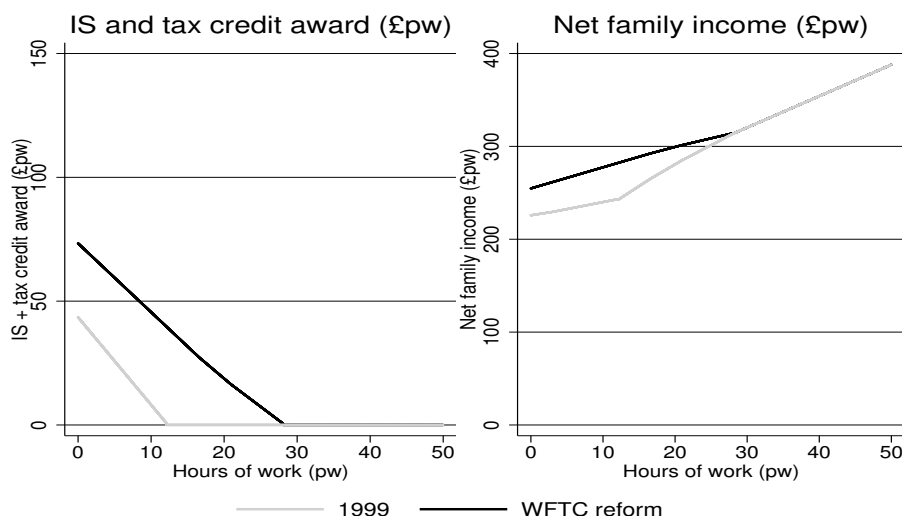 IS and tax credit award (£pw)
IS + tax credit award (£pw)
150
100
50
0
0 10 20 30 40 50
Hours of work (pw)
Net family income (£pw)
Net family income (£pw)
400
300
200
100
0
0 10 20 30 40 50
Hours of work (pw)
1999 WFTC reform